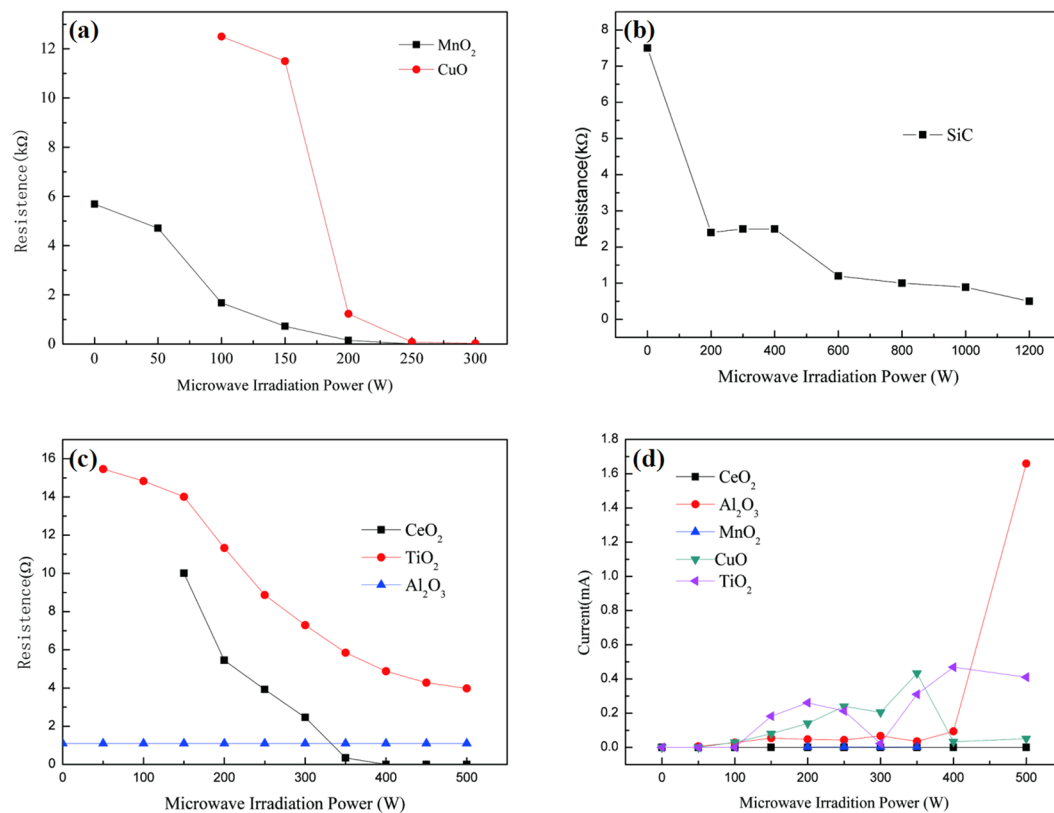 (a)
MnO2
CuO
Resistence(kΩ)
12
10
8
6
4
2
0
0 50 100 150 200 250 300
Microwave Irradiation Power (W)
(b)
SiC
Resistance(kΩ)
8
7
6
5
4
3
2
1
0
0 200 400 600 800 1000 1200
Microwave Irradiation Power (W)
(c)
CeO2
TiO2
Al2O3
Resistence(Ω)
16
14
12
10
8
6
4
2
0
0 100 200 300 400 500
Microwave Irradiation Power (W)
(d)
CeO2
Al2O3
MnO2
CuO
TiO2
Current(mA)
1.8
1.6
1.4
1.2
1.0
0.8
0.6
0.4
0.2
0.0
0 100 200 300 400 500
Microwave Irradition Power (W)